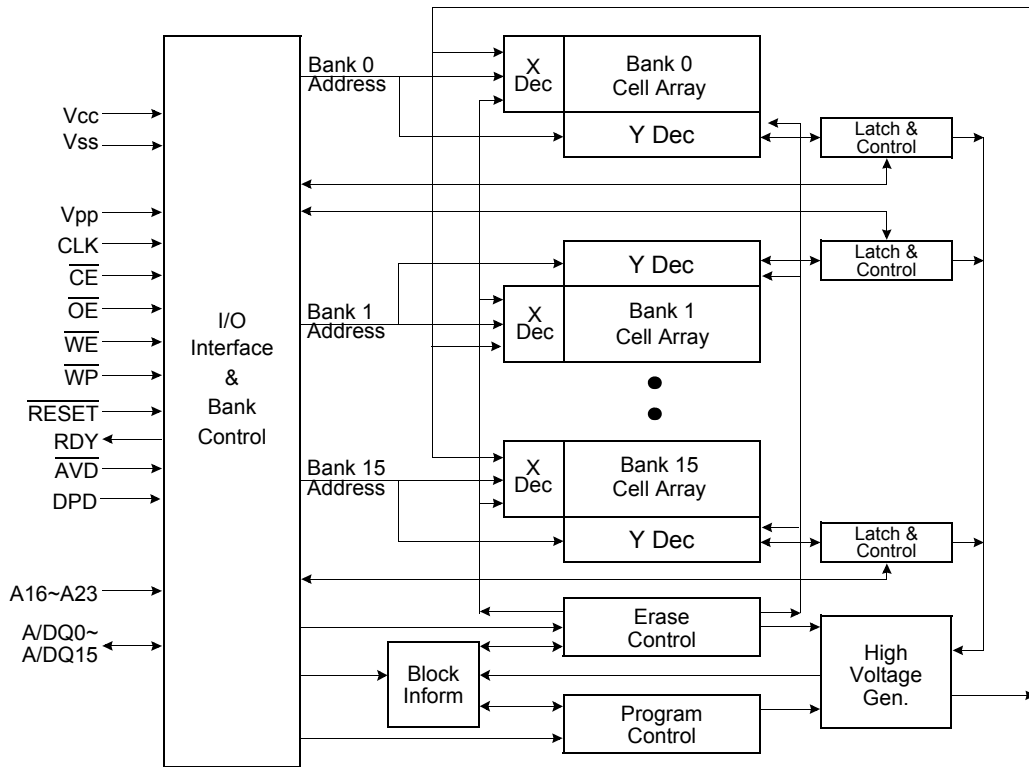 Vcc
Vss
Vpp
CLK
CE
OE
WE
WP
RESET
RDY
AVD
DPD
A16~A23
A/DQ0~
A/DQ15
I/O
Interface
&
Bank
Control
Bank 0
Address
X
Dec
Bank 0
Cell Array
Y Dec
Latch &
Control
Y Dec
Latch &
Control
Bank 1
Address
X
Dec
Bank 1
Cell Array
Bank 15
Address
X
Dec
Bank 15
Cell Array
Y Dec
Latch &
Control
Erase
Control
Block
Inform
Program
Control
High
Voltage
Gen.